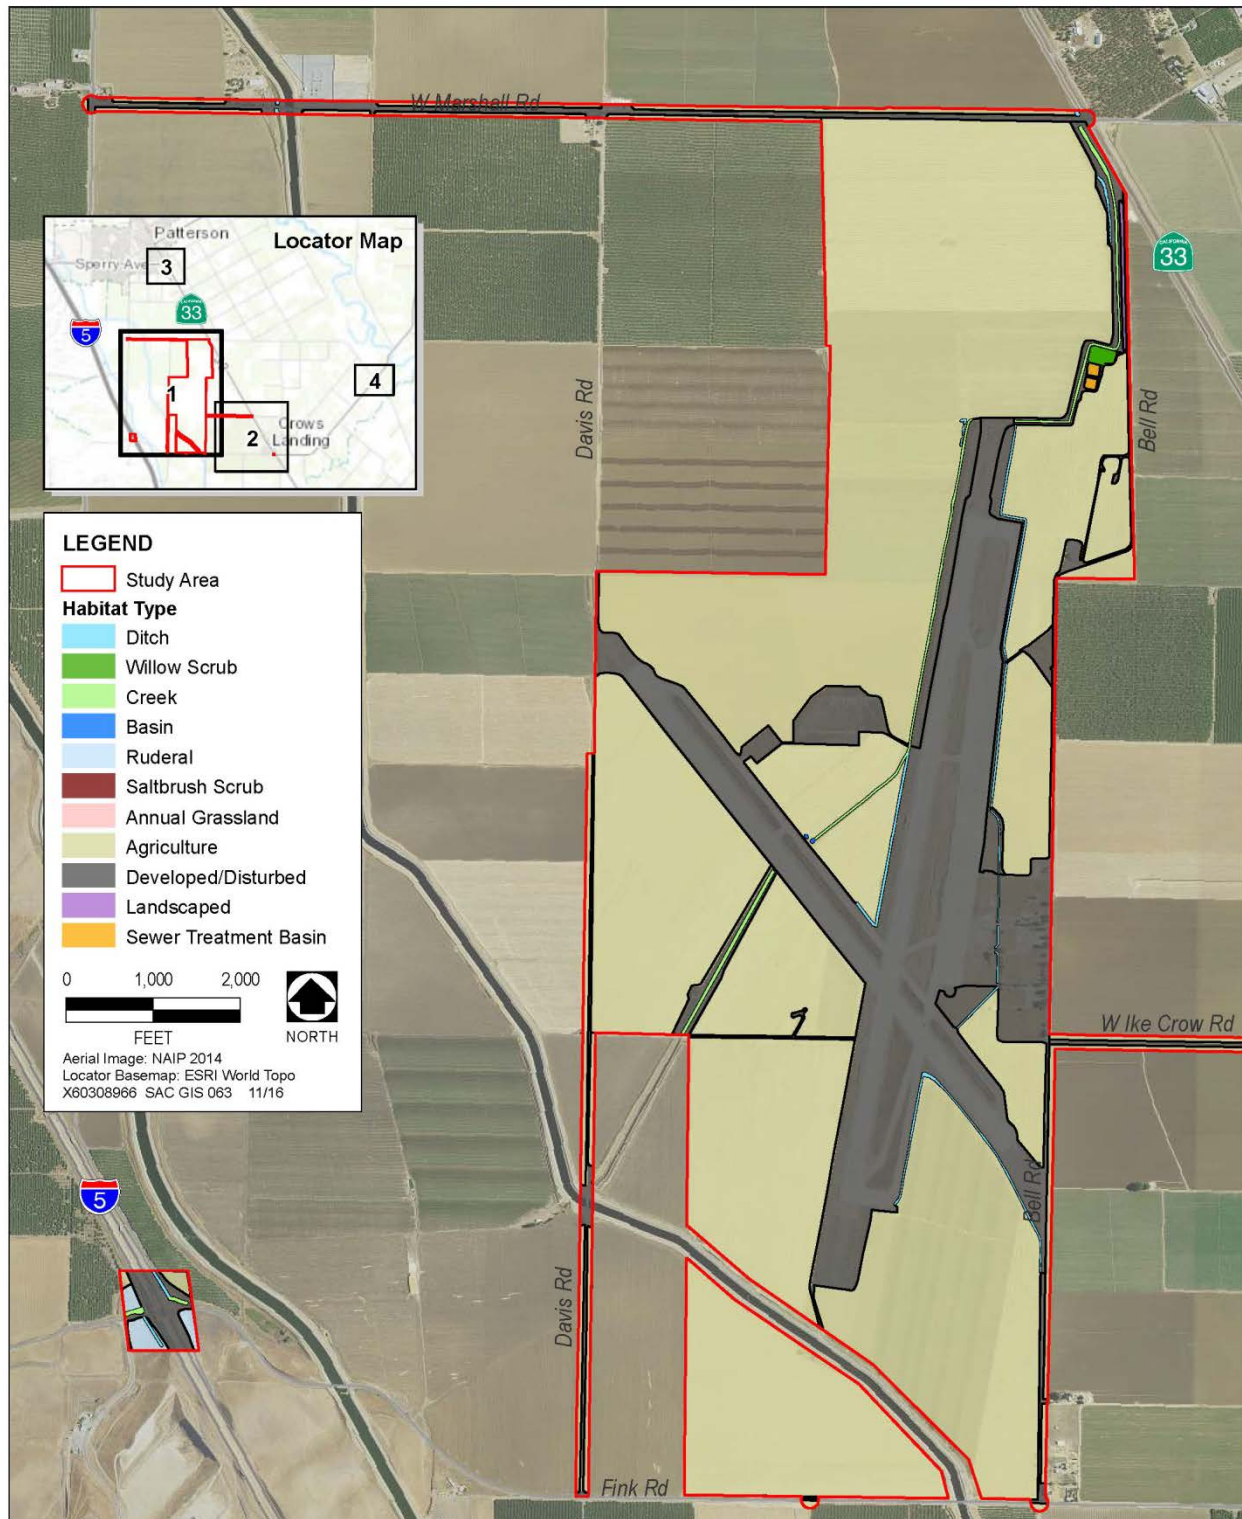 W Marshell Rd
CALIFORNIA
33
Patterson
Locator Map
Sperry Ave
3
33
5
1
4
2
Crows
Landing
Davis Rd
Bell Rd
LEGEND
Study Area
Habitat Type
Ditch
Willow Scrub
Creek
Basin
Ruderal
Saltbrush Scrub
Annual Grassland
Agriculture
Developed/Disturbed
Landscaped
Sewer Treatment Basin
0 1,000 2,000
FEET
NORTH
Aerial Image: NAIP 2014
Locator Basemap: ESRI World Topo
X60308966 SAC GIS 063 11/16
W Ike Crow Rd
5
Bell Rd
Davis Rd
Fink Rd